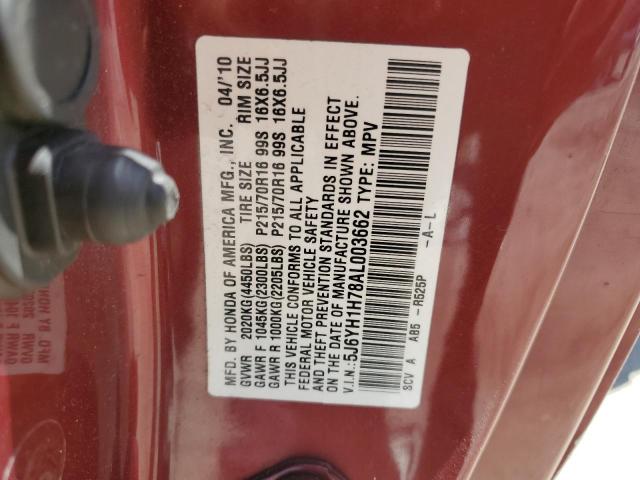 MFD. BY HONDA OF AMERICA MFG., INC. 04/'10
GVWR 2020KG(4450LBS) TIRE SIZE RIM SIZE
GAWR F 1045KG(2300LBS) P215/70R16 99S 16X6.5JJ
GAWR R 1000KG(2205LBS) P215/70R16 99S 16X6.5JJ
THIS VEHICLE CONFORMS TO ALL APPLICABLE
FEDERAL MOTOR VEHICLE SAFETY
AND THEFT PREVENTION STANDARDS IN EFFECT
ON THE DATE OF MANUFACTURE SHOWN ABOVE.
V.I.N.:5J6YH1H78AL003662 TYPE: MPV
SCV A AB5 -R525P -A-L